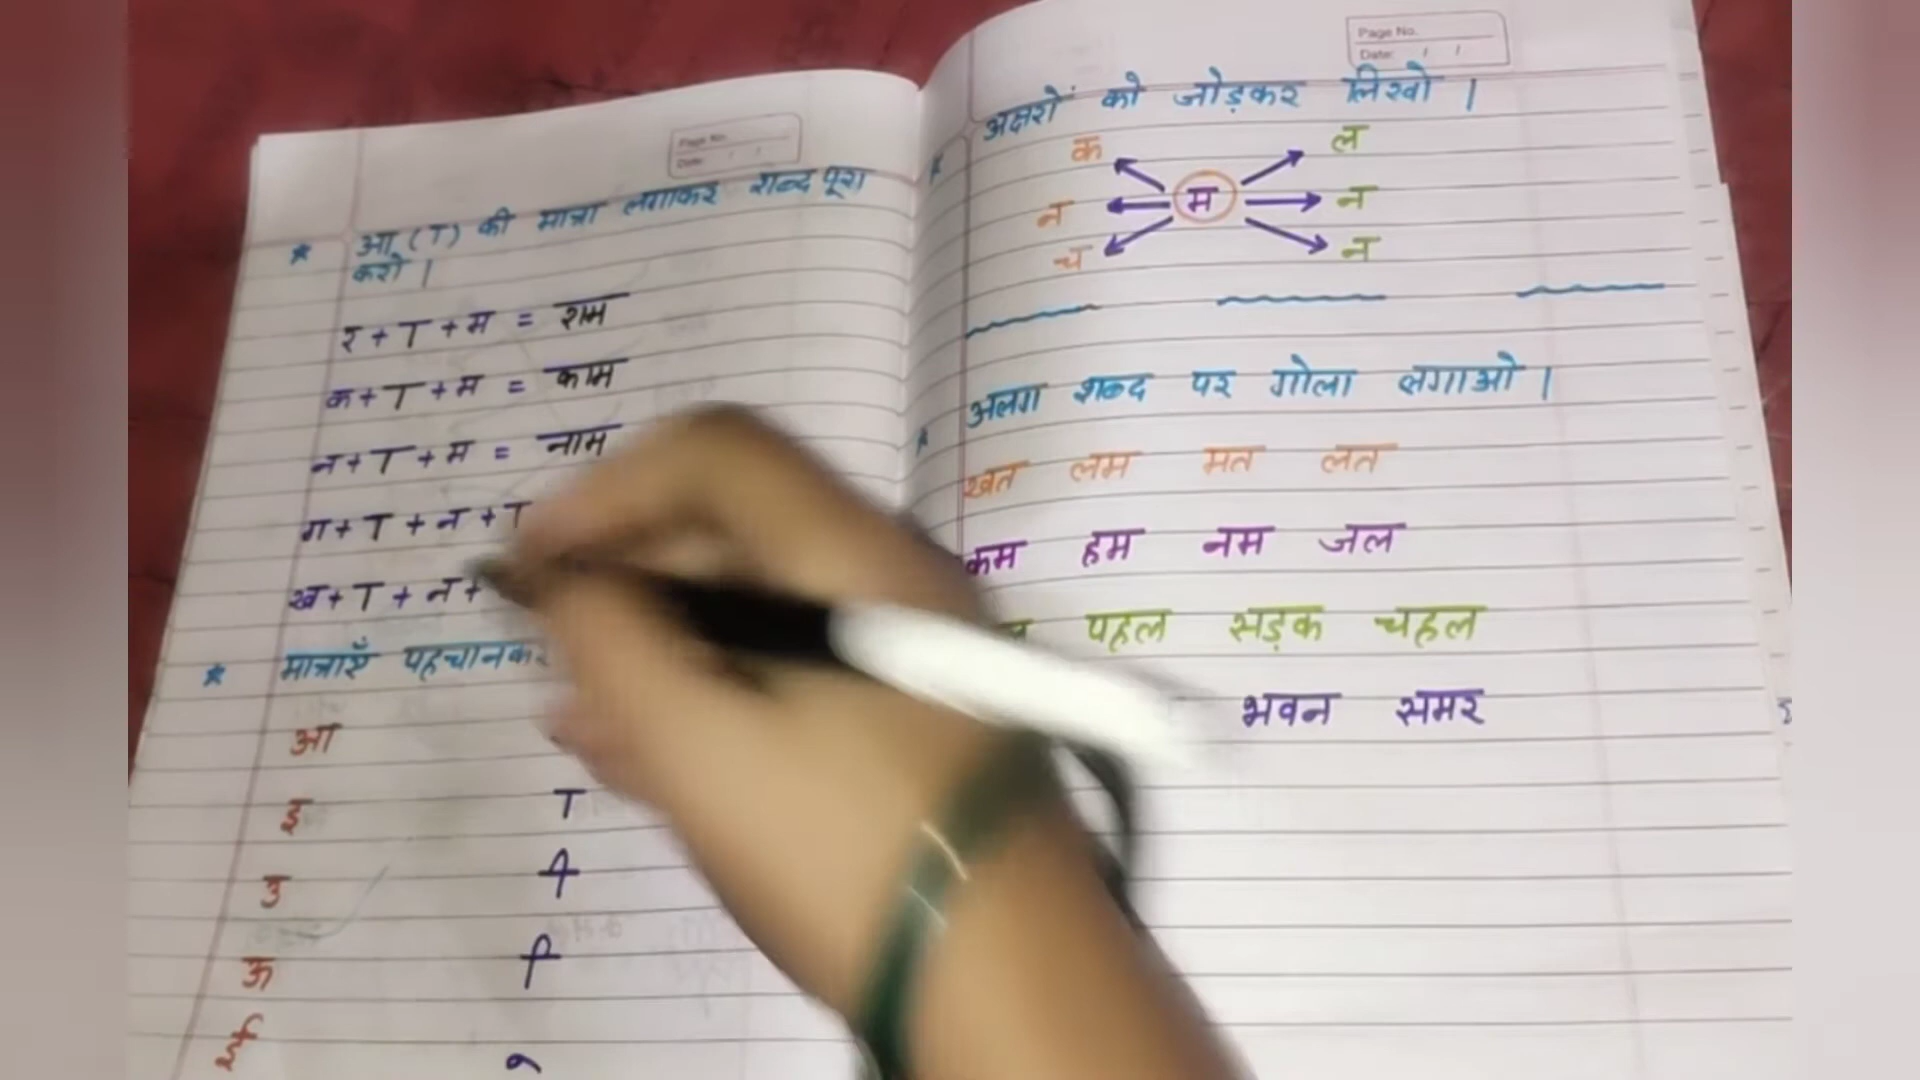 Page No.
Date: / /
* आ (ा) की मात्रा लगाकर शब्द पूरा
करो ।
र + ा + म = राम
क + ा + म = काम
न + ा + म = नाम
ग + ा + न + ा
ख + ा + न +
* मात्राएँ पहचानकर
आ
इ ा
उ ी
ऊ ि
ई ु
Page No.
Date: / /
* अक्षरों को जोड़कर लिखो ।
क ल
न म न
च न
* अलग शब्द पर गोला लगाओ ।
खत लम मत लत
कम हम नम जल
पहल सड़क चहल
भवन समर